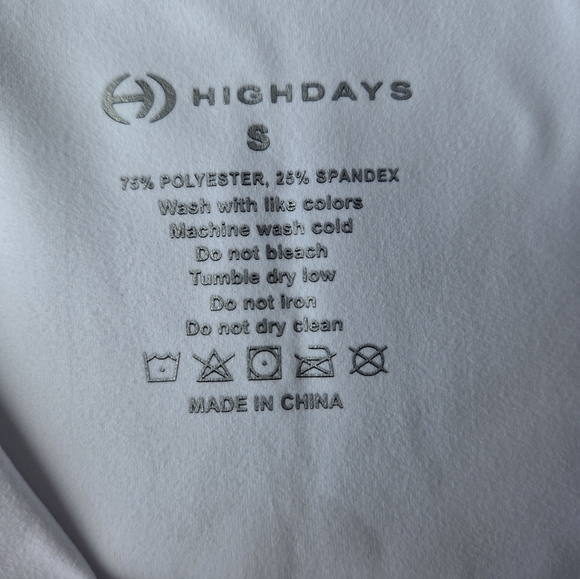 HIGHDAYS
S
75% POLYESTER, 25% SPANDEX
Wash with like colors
Machine wash cold
Do not bleach
Tumble dry low
Do not iron
Do not dry clean
MADE IN CHINA